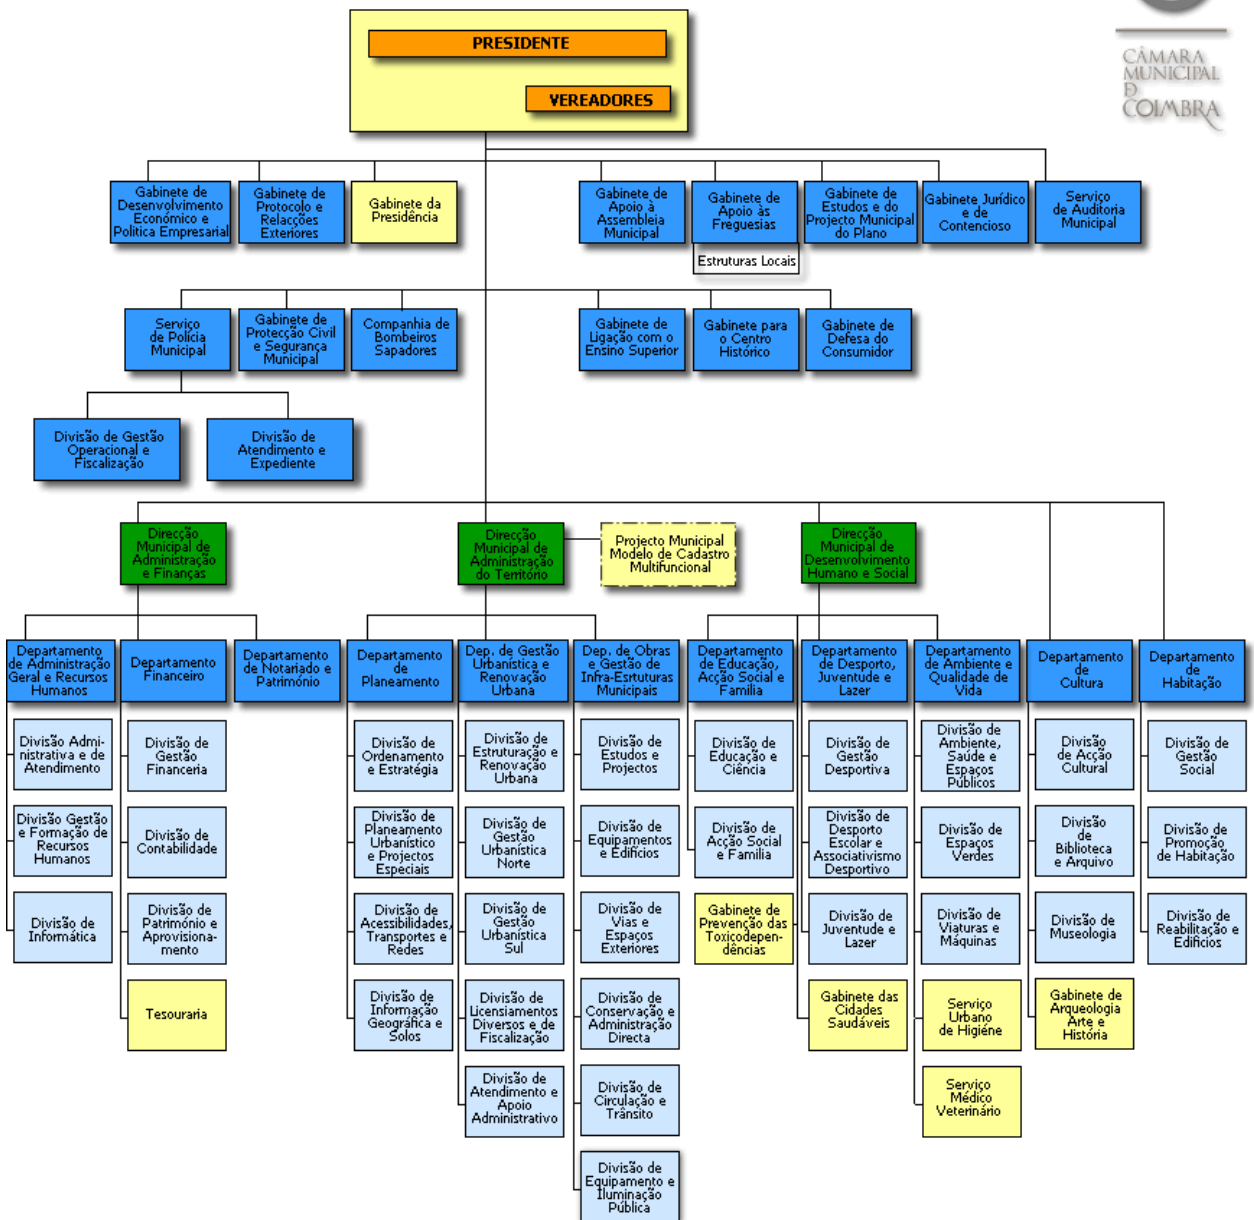 PRESIDENTE
VEREADORES
CÂMARA
MUNICIPAL
D
COIMBRA
Gabinete de
Desenvolvimento
Económico e
Politica Empresarial
Gabinete de
Protocolo e
Relacções
Exteriores
Gabinete da
Presidência
Gabinete de
Apoio à
Assembleia
Municipal
Gabinete de
Apoio às
Freguesias
Estruturas Locais
Gabinete de
Estudos e do
Projecto Municipal
do Plano
Gabinete Jurídico
e de
Contencioso
Serviço
de Auditoria
Municipal
Serviço
de Polícia
Municipal
Gabinete de
Protecção Civil
e Segurança
Municipal
Companhia de
Bombeiros
Sapadores
Gabinete de
Ligação com o
Ensino Superior
Gabinete para
o Centro
Histórico
Gabinete de
Defesa do
Consumidor
Divisão de Gestão
Operacional e
Fiscalização
Divisão de
Atendimento e
Expediente
Direcção
Municipal de
Administração
e Finanças
Direcção
Municipal de
Administração
do Território
Projecto Municipal
Modelo de Cadastro
Multifuncional
Direcção
Municipal de
Desenvolvimento
Humano e Social
Departamento
de Administração
Geral e Recursos
Humanos
Departamento
Financeiro
Departamento
de Notariado e
Património
Departamento
de
Planeamento
Dep. de Gestão
Urbanística e
Renovação
Urbana
Dep. de Obras
e Gestão de
Infra-Esrtuturas
Municipais
Departamento
de Educação,
Acção Social e
Familia
Departamento
de Desporto,
Juventude e
Lazer
Departamento
de Ambiente e
Qualidade de
Vida
Departamento
de
Cultura
Departamento
de
Habitação
Divisão Admi-
nistrativa e de
Atendimento
Divisão Gestão
e Formação de
Recursos
Humanos
Divisão de
Informática
Divisão de
Gestão
Financeria
Divisão de
Contabilidade
Divisão de
Património e
Aprovisiona-
mento
Tesouraria
Divisão de
Ordenamento
e Estratégia
Divisão de
Planeamento
Urbanístico
e Projectos
Especiais
Divisão de
Acessibilidades,
Transportes e
Redes
Divisão de
Informação
Geográfica e
Solos
Divisão de
Estruturação e
Renovação
Urbana
Divisão de
Gestão
Urbanística
Norte
Divisão de
Gestão
Urbanística
Sul
Divisão de
Licensiamentos
Diversos e de
Fiscalização
Divisão de
Atendimento e
Apoio
Administrativo
Divisão de
Estudos e
Projectos
Divisão de
Equipamentos
e Edifícios
Divisão de
Vias e
Espaços
Exteriores
Divisão de
Conservação e
Administração
Directa
Divisão de
Circulação e
Trânsito
Divisão de
Equipamento e
Iluminação
Pública
Divisão de
Educação e
Ciência
Divisão de
Acção Social
e Familia
Gabinete de
Prevenção das
Toxicodepen-
dências
Divisão de
Gestão
Desportiva
Divisão de
Desporto
Escolar e
Associativismo
Desportivo
Divisão de
Juventude e
Lazer
Gabinete das
Cidades
Saudáveis
Divisão de
Ambiente,
Saúde e
Espaços
Públicos
Divisão de
Espaços
Verdes
Divisão de
Viaturas e
Máquinas
Serviço
Urbano
de Higiéne
Serviço
Médico
Veterinário
Divisão
de Acção
Cultural
Divisão
de
Biblioteca
e Arquivo
Divisão de
Museologia
Gabinete de
Arqueologia
Arte e
História
Divisão de
Gestão
Social
Divisão de
Promoção
de Habitação
Divisão de
Reabilitação e
Edificios